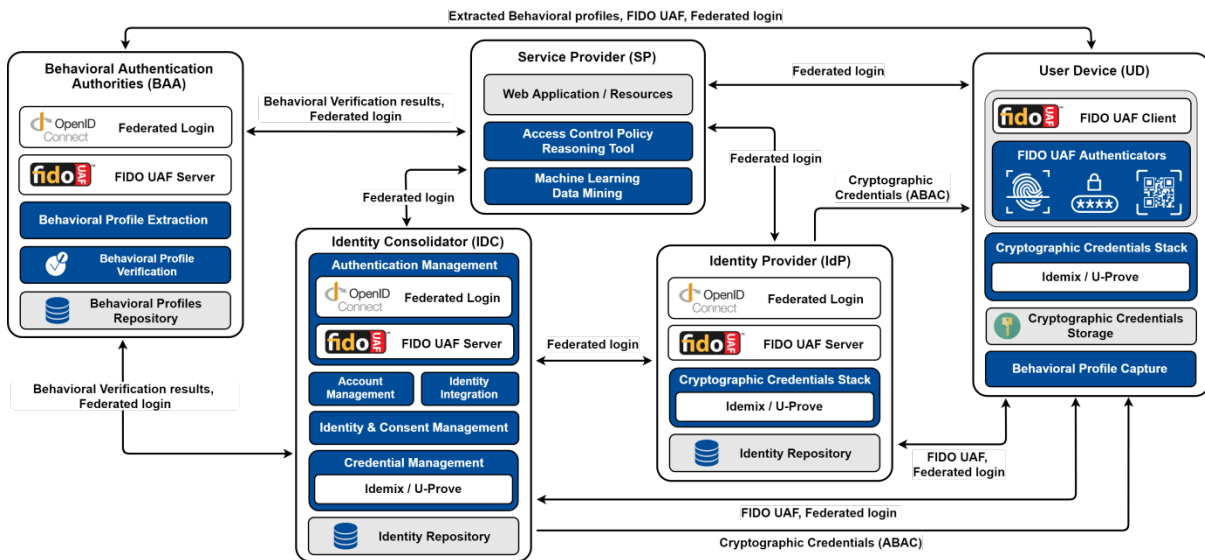 Extracted Behavioral profiles, FIDO UAF, Federated login
Behavioral Authentication
Authorities (BAA)
OpenID
Connect
Federated Login
fido UAF™
FIDO UAF Server
Behavioral Profile Extraction
Behavioral Profile
Verification
Behavioral Profiles
Repository
Behavioral Verification results,
Federated login
Service Provider (SP)
Web Application / Resources
Access Control Policy
Reasoning Tool
Machine Learning
Data Mining
Federated login
Federated login
Federated login
Cryptographic
Credentials (ABAC)
User Device (UD)
fido UAF™
FIDO UAF Client
FIDO UAF Authenticators
****
Cryptographic Credentials Stack
Idemix / U-Prove
Cryptographic Credentials
Storage
Behavioral Profile Capture
Identity Consolidator (IDC)
Authentication Management
OpenID
Connect
Federated Login
fido UAF™
FIDO UAF Server
Account
Management
Identity
Integration
Identity & Consent Management
Credential Management
Idemix / U-Prove
Identity Repository
Federated login
Identity Provider (IdP)
OpenID
Connect
Federated Login
fido UAF™
FIDO UAF Server
Cryptographic Credentials Stack
Idemix / U-Prove
Identity Repository
Behavioral Verification results,
Federated login
FIDO UAF,
Federated login
FIDO UAF, Federated login
Cryptographic Credentials (ABAC)